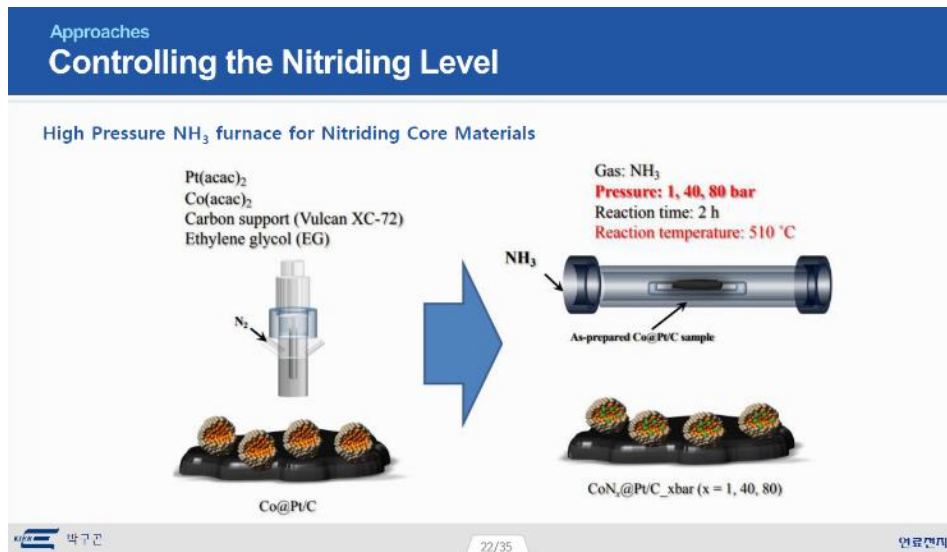 Approaches
Controlling the Nitriding Level
High Pressure NH₃ furnace for Nitriding Core Materials
Pt(acac)₂
Co(acac)₂
Carbon support (Vulcan XC-72)
Ethylene glycol (EG)
N₂
Co@Pt/C
Gas: NH₃
Pressure: 1, 40, 80 bar
Reaction time: 2 h
Reaction temperature: 510 ˚C
NH₃
As-prepared Co@Pt/C sample
CoNₓ@Pt/C_xbar (x = 1, 40, 80)
KIER
박구곤
22/35
연료전지